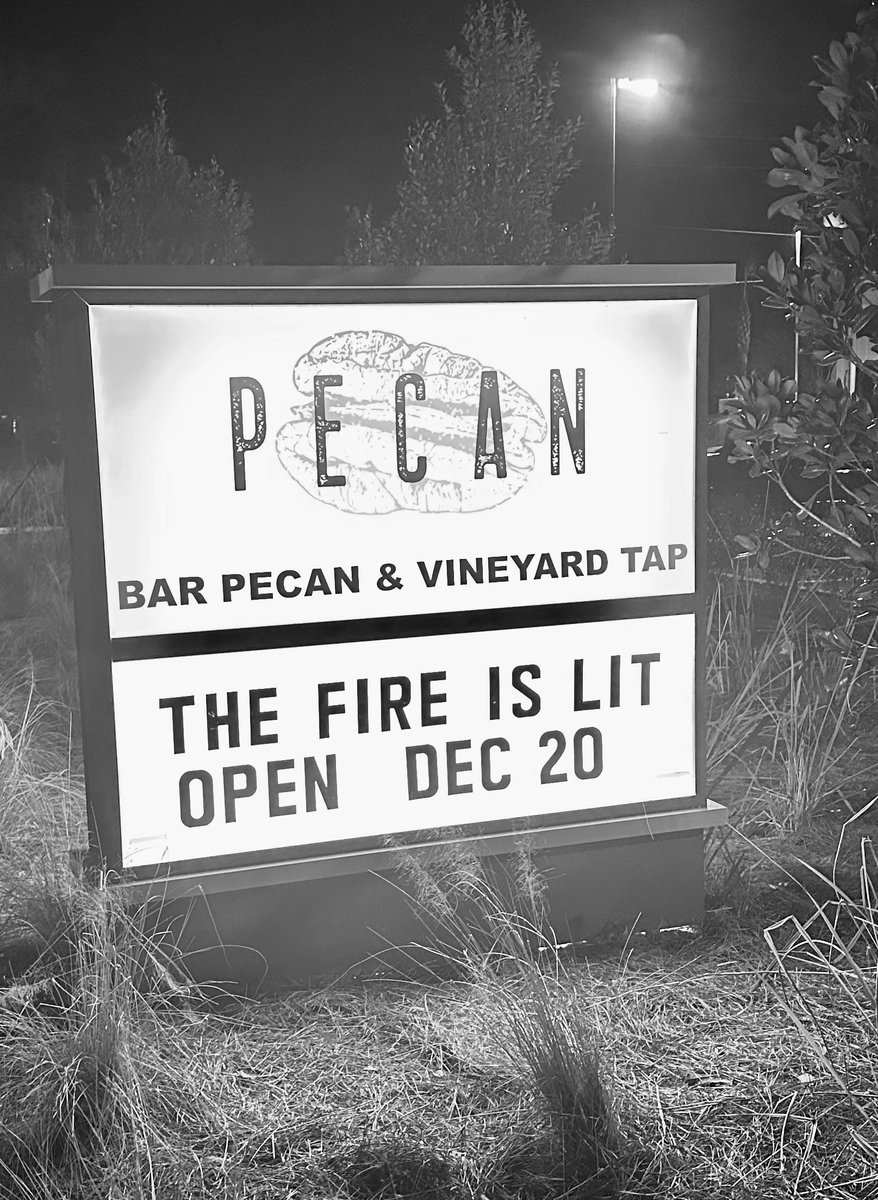 PECAN
BAR PECAN & VINEYARD TAP
THE FIRE IS LIT
OPEN DEC 20